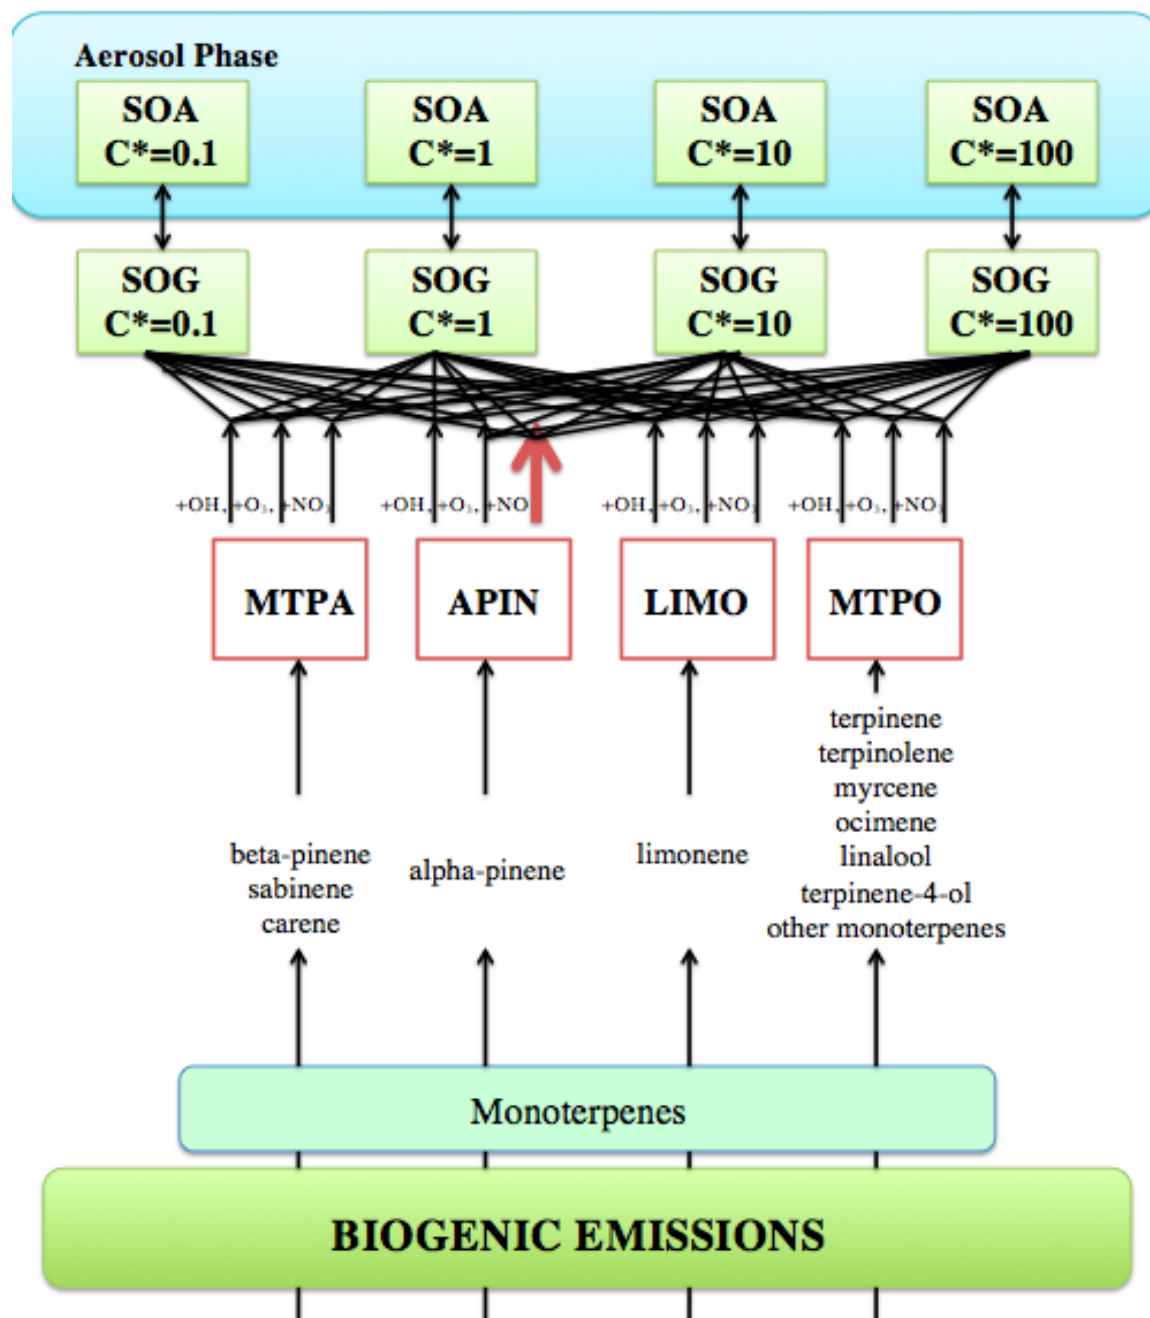 Aerosol Phase
SOA
C*=0.1
SOA
C*=1
SOA
C*=10
SOA
C*=100
SOG
C*=0.1
SOG
C*=1
SOG
C*=10
SOG
C*=100
+OH, +O₃, +NO₃
+OH, +O₃, +NO
+OH, +O₃, +NO₃
+OH, +O₃, +NO₃
MTPA
APIN
LIMO
MTPO
beta-pinene
sabinene
carene
alpha-pinene
limonene
terpinene
terpinolene
myrcene
ocimene
linalool
terpinene-4-ol
other monoterpenes
Monoterpenes
BIOGENIC EMISSIONS